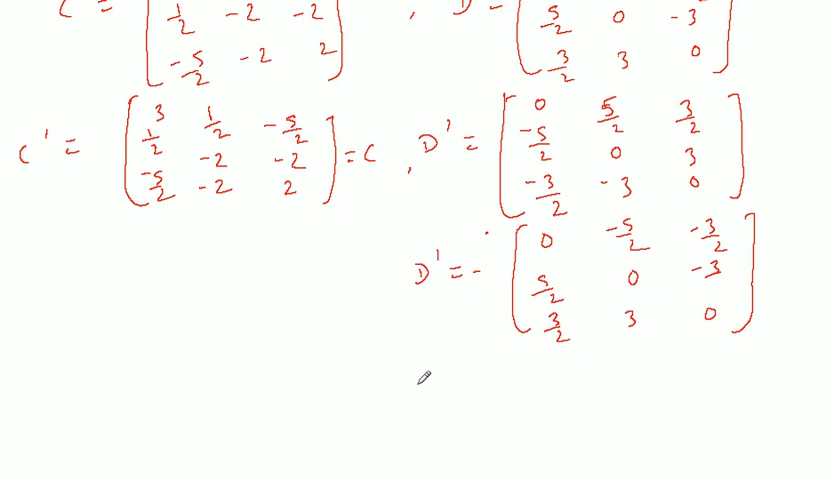 C = [ 1/2 -2 -2 , D = [ 5/2 0 -3
-5/2 -2 2 ] 3/2 3 0 ]
C' = [ 3 1/2 -5/2 , D' = [ 0 5/2 3/2
1/2 -2 -2 = C -5/2 0 3
-5/2 -2 2 ] -3/2 -3 0 ]
D' = - [ 0 -5/2 -3/2
5/2 0 -3
3/2 3 0 ]